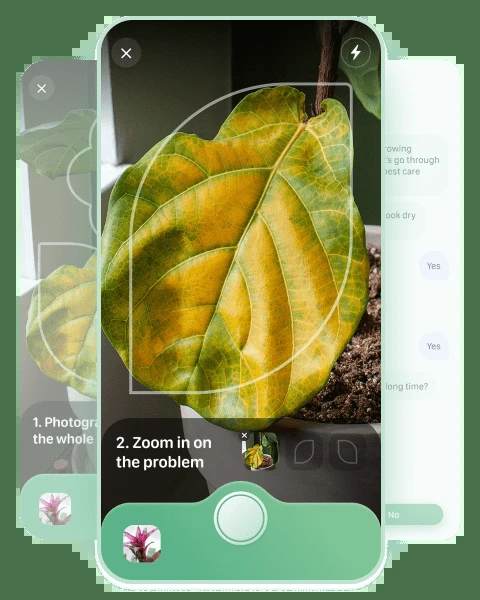 1. Photogra
the whole
2. Zoom in on
the problem
rowing
's go through
best care
ook dry
Yes
Yes
long time?
No